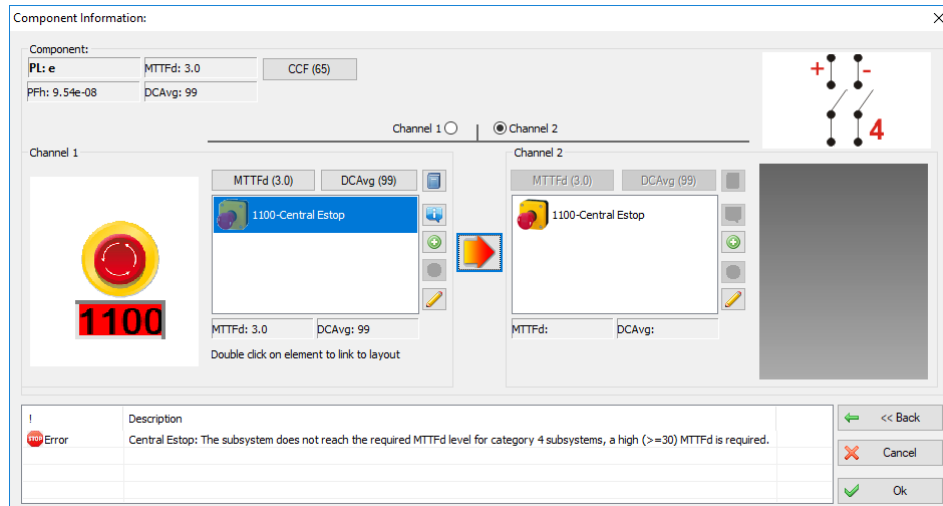 Component Information:
Component:
PL: e
MTTFd: 3.0
CCF (65)
PFh: 9.54e-08
DCAvg: 99
+
-
4
Channel 1
Channel 2
Channel 1
MTTFd (3.0)
DCAvg (99)
1100-Central Estop
1100
MTTFd: 3.0
DCAvg: 99
Double click on element to link to layout
Channel 2
MTTFd (3.0)
DCAvg (99)
1100-Central Estop
MTTFd:
DCAvg:
! Description
STOP Error Central Estop: The subsystem does not reach the required MTTFd level for category 4 subsystems, a high (>=30) MTTFd is required.
<< Back
Cancel
Ok